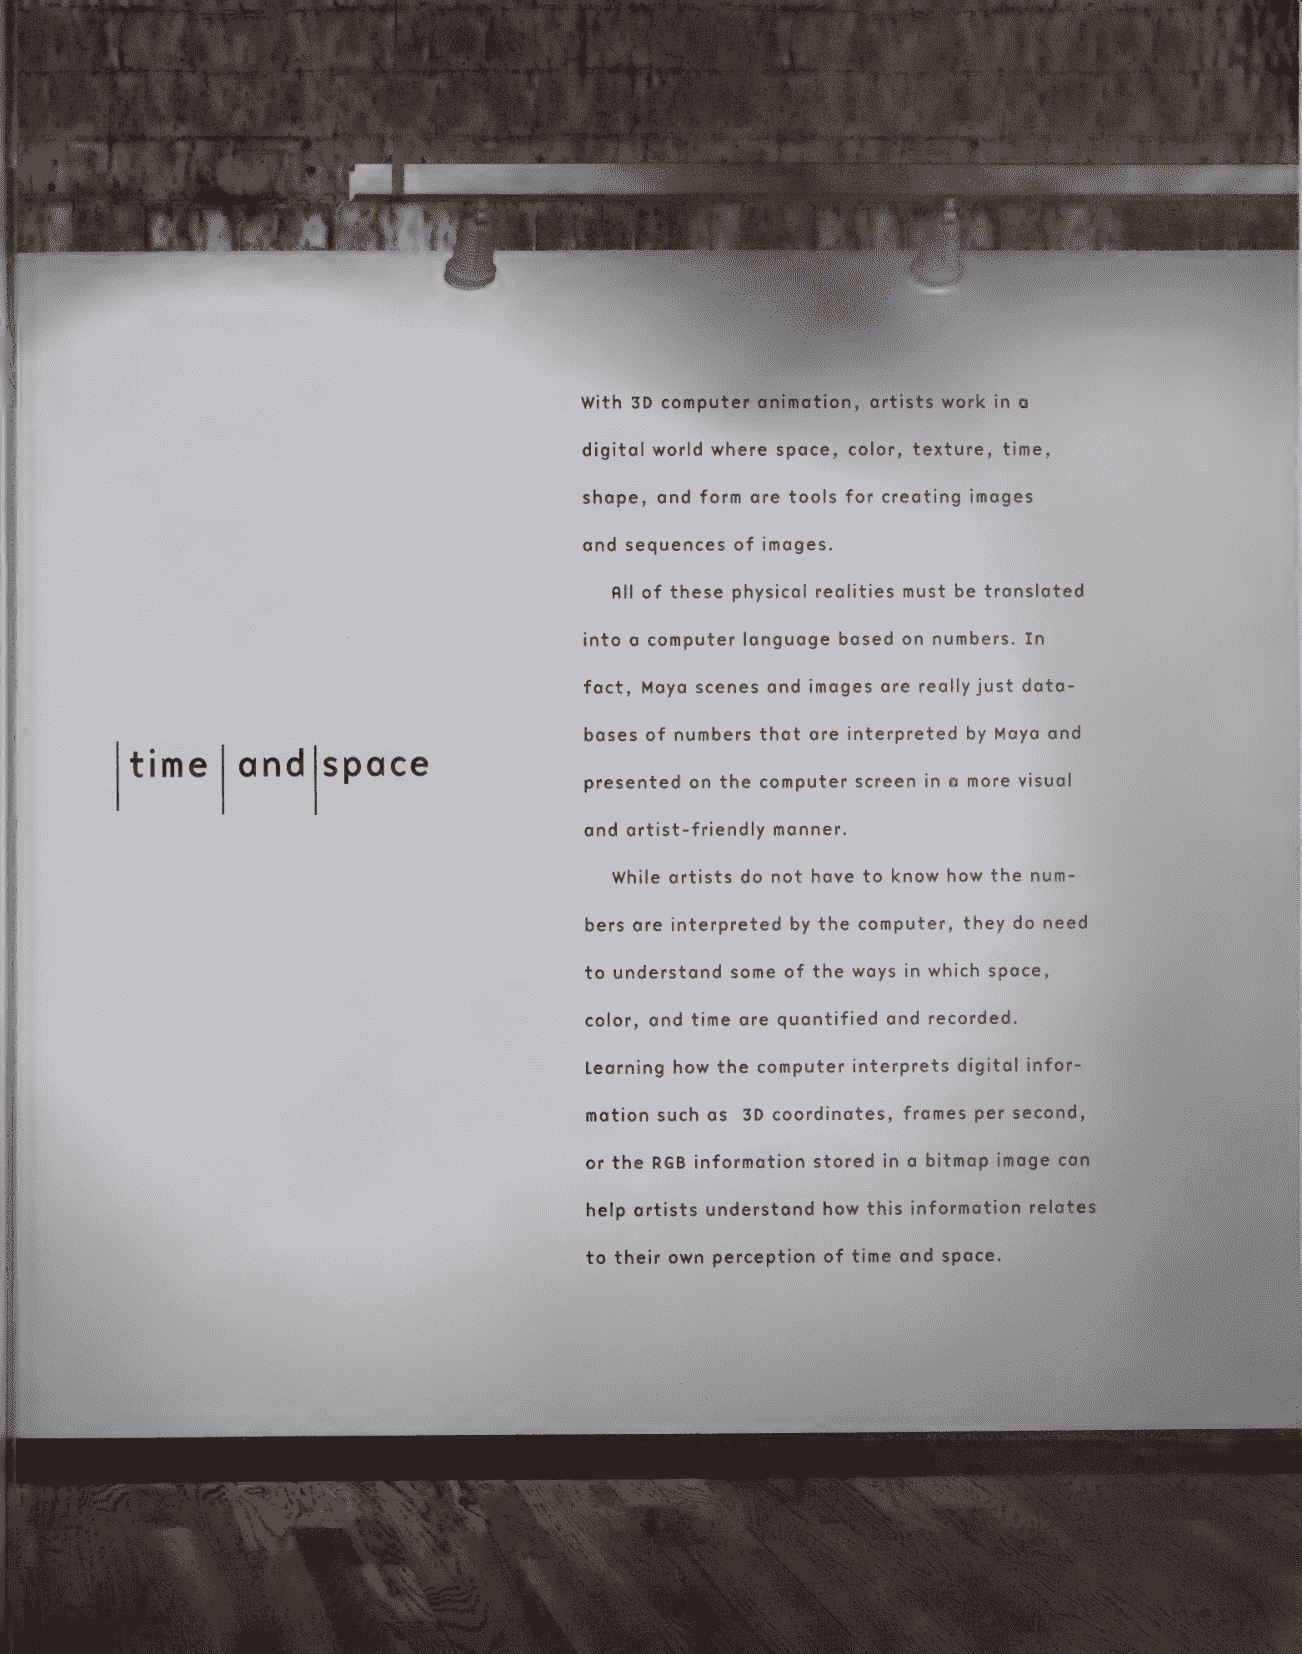 time and space
With 3D computer animation, artists work in a
digital world where space, color, texture, time,
shape, and form are tools for creating images
and sequences of images.
All of these physical realities must be translated
into a computer language based on numbers. In
fact, Maya scenes and images are really just data-
bases of numbers that are interpreted by Maya and
presented on the computer screen in a more visual
and artist-friendly manner.
While artists do not have to know how the num-
bers are interpreted by the computer, they do need
to understand some of the ways in which space,
color, and time are quantified and recorded.
Learning how the computer interprets digital infor-
mation such as 3D coordinates, frames per second,
or the RGB information stored in a bitmap image can
help artists understand how this information relates
to their own perception of time and space.